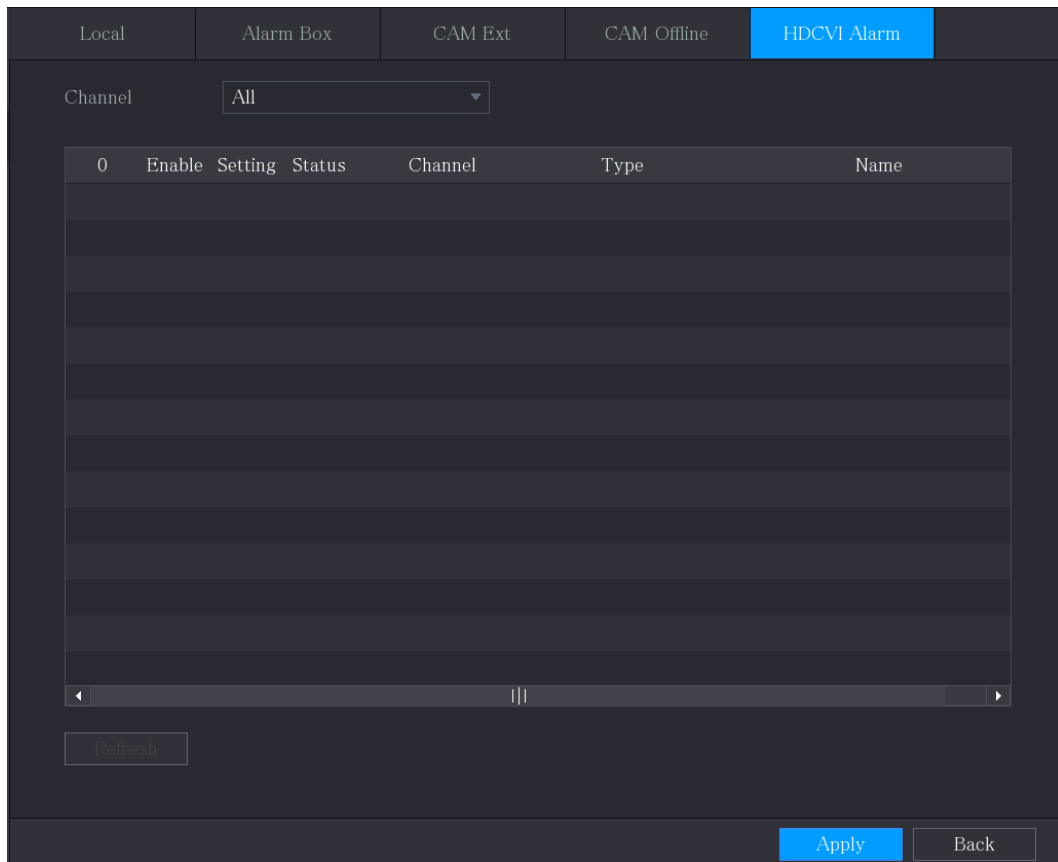 Local Alarm Box CAM Ext CAM Offline HDCVI Alarm
Channel All
0 Enable Setting Status Channel Type Name
Refresh
Apply Back